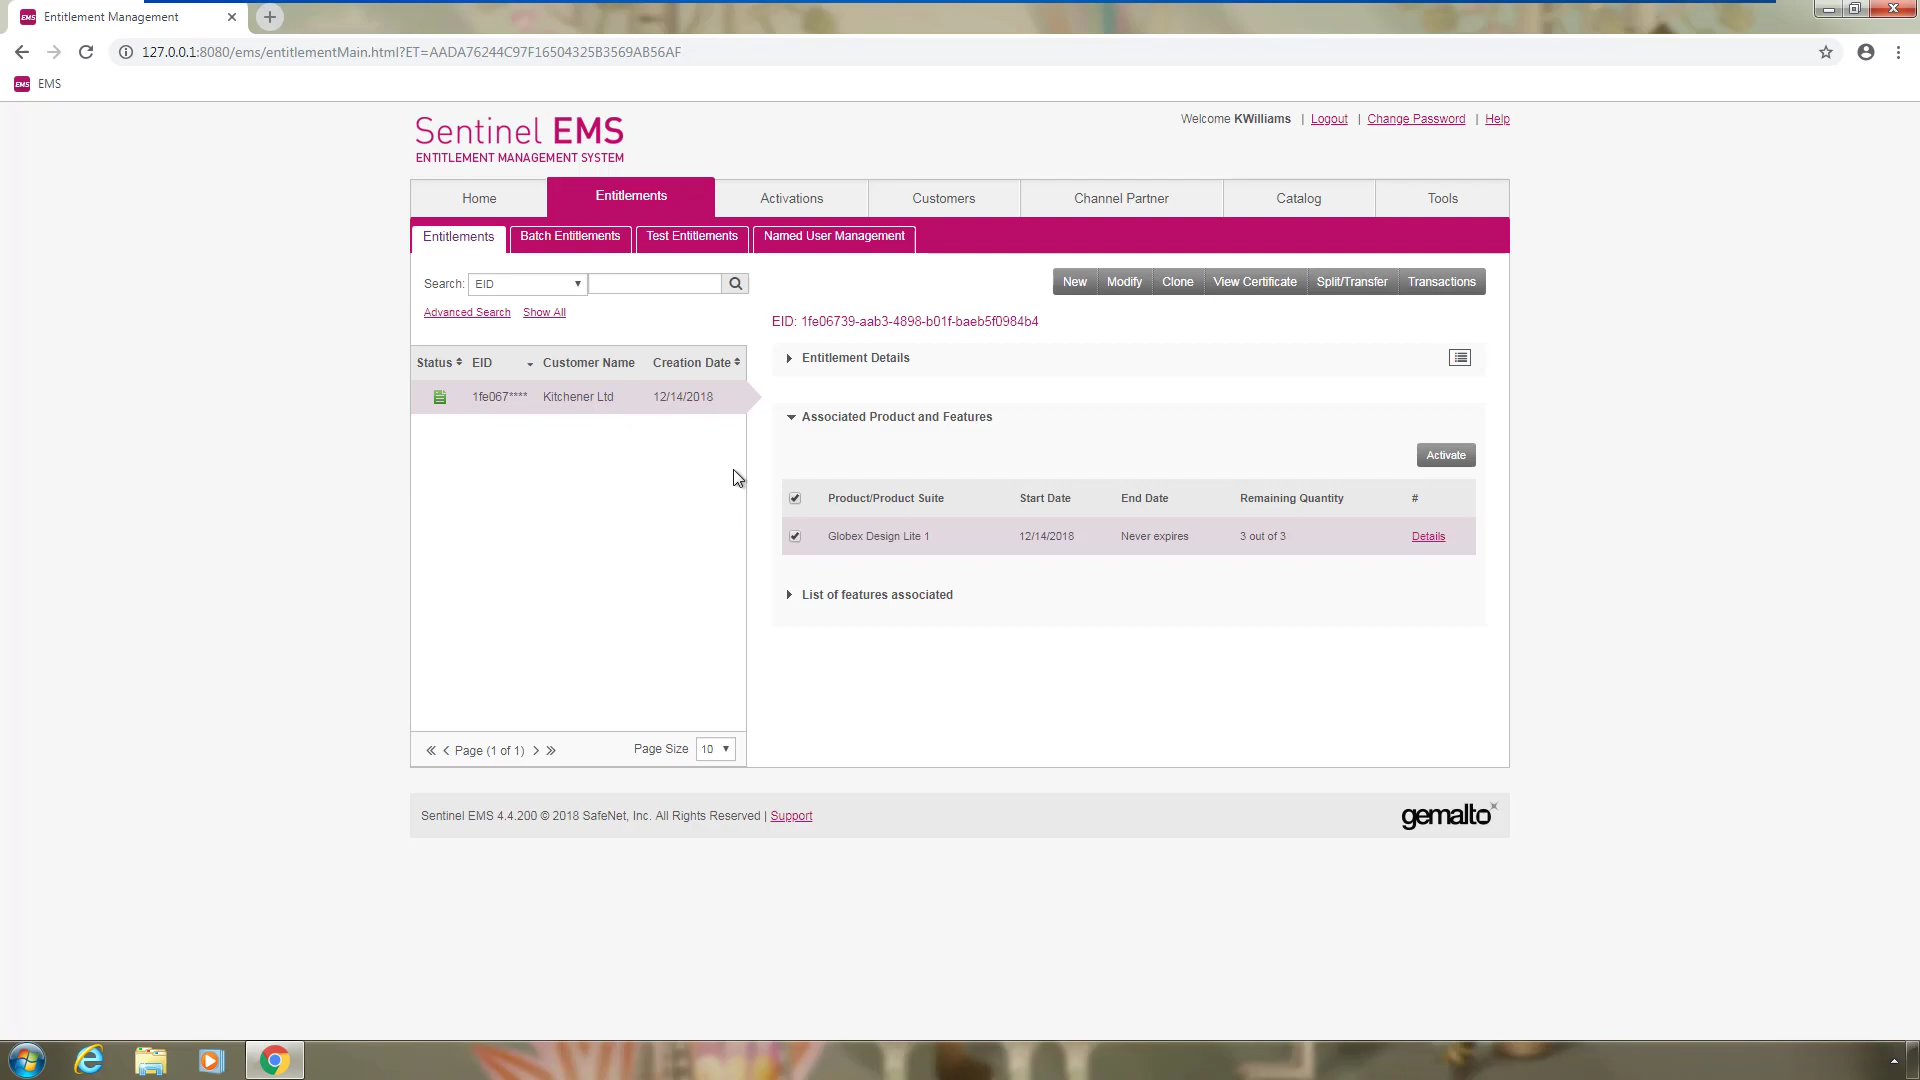 EMS Entitlement Management
127.0.0.1:8080/ems/entitlementMain.html?ET=AADA76244C97F16504325B3569AB56AF
EMS EMS
Sentinel EMS
ENTITLEMENT MANAGEMENT SYSTEM
Welcome KWilliams | Logout | Change Password | Help
Home Entitlements Activations Customers Channel Partner Catalog Tools
Entitlements Batch Entitlements Test Entitlements Named User Management
Search: EID
Advanced Search Show All
New Modify Clone View Certificate Split/Transfer Transactions
EID: 1fe06739-aab3-4898-b01f-baeb5f0984b4
Status EID Customer Name Creation Date
1fe067**** Kitchener Ltd 12/14/2018
Entitlement Details
Associated Product and Features
Activate
Product/Product Suite Start Date End Date Remaining Quantity #
Globex Design Lite 1 12/14/2018 Never expires 3 out of 3 Details
List of features associated
« < Page (1 of 1) > » Page Size 10
Sentinel EMS 4.4.200 © 2018 SafeNet, Inc. All Rights Reserved | Support
gemalto